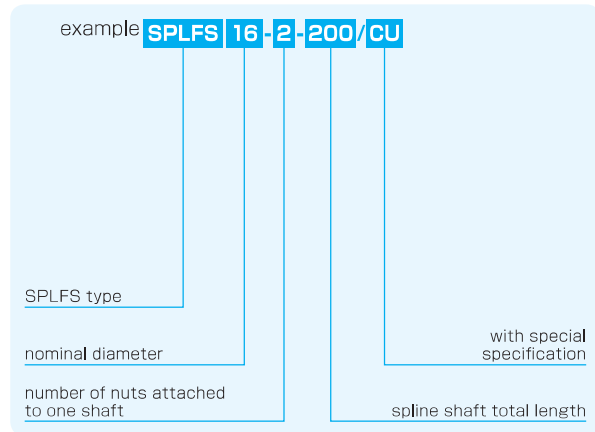 example SPLFS 16-2-200/CU
SPLFS type
nominal diameter
number of nuts attached
to one shaft
with special
specification
spline shaft total length